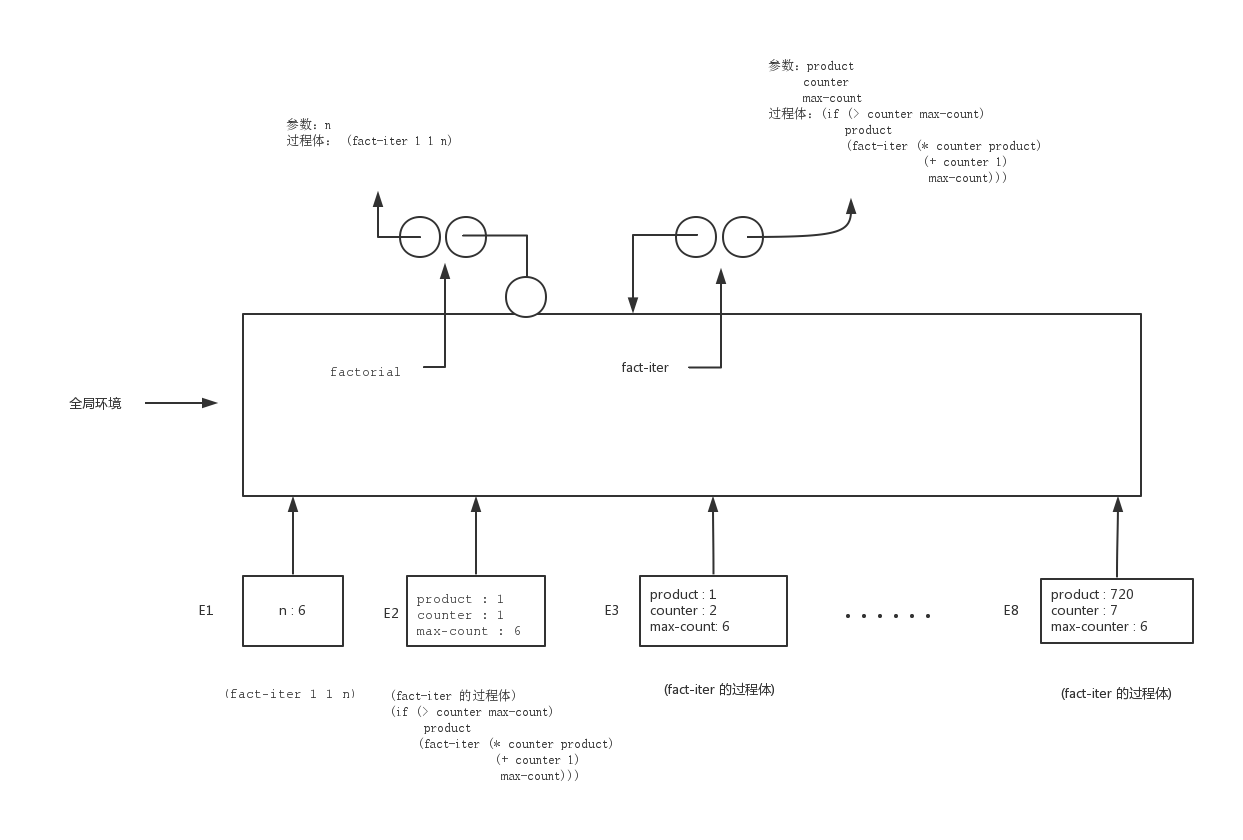 参数：product
counter
max-count
过程体：(if (> counter max-count)
product
(fact-iter (* counter product)
(+ counter 1)
max-count)))
参数：n
过程体： (fact-iter 1 1 n)
factorial
fact-iter
全局环境
E1
n : 6
E2
product : 1
counter : 1
max-count : 6
E3
product : 1
counter : 2
max-count: 6
......
E8
product : 720
counter : 7
max-counter : 6
(fact-iter 1 1 n)
(fact-iter 的过程体)
(if (> counter max-count)
product
(fact-iter (* counter product)
(+ counter 1)
max-count)))
(fact-iter 的过程体)
(fact-iter 的过程体)